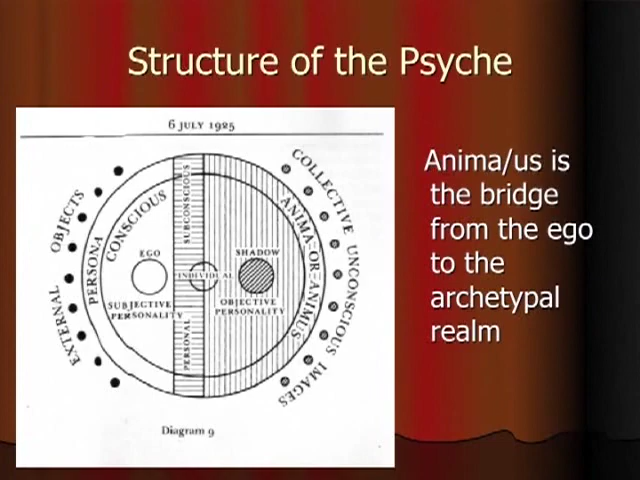 Structure of the Psyche
6 JULY 1925
EXTERNAL OBJECTS
PERSONA
CONSCIOUS
SUBCONSCIOUS
EGO
SUBJECTIVE
PERSONALITY
INDIVIDUAL
PERSONAL
SHADOW
OBJECTIVE
PERSONALITY
ANIMA OR ANIMUS
COLLECTIVE UNCONSCIOUS IMAGES
Diagram 9
Anima/us is
the bridge
from the ego
to the
archetypal
realm